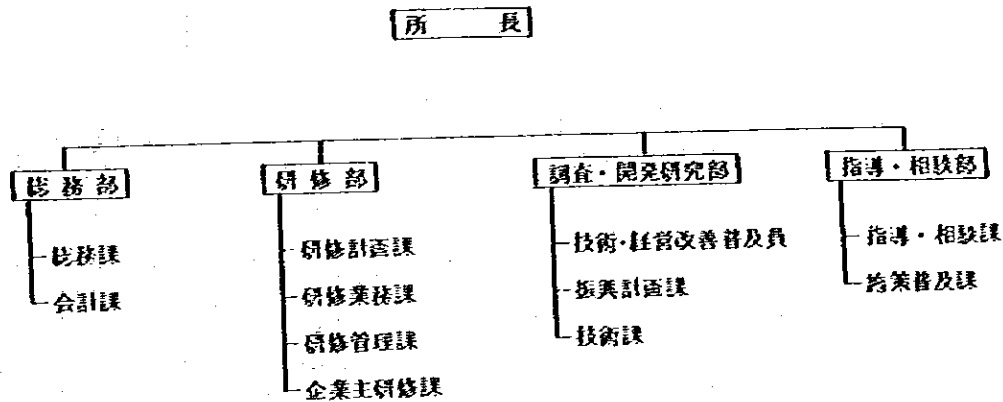 所　　長
総務部
研修部
調査・開発研究部
指導・相談部
総務課
会計課
研修計画課
研修業務課
研修管理課
企業主研修課
技術・経営改善普及員
振興計画課
技術課
指導・相談課
普及課